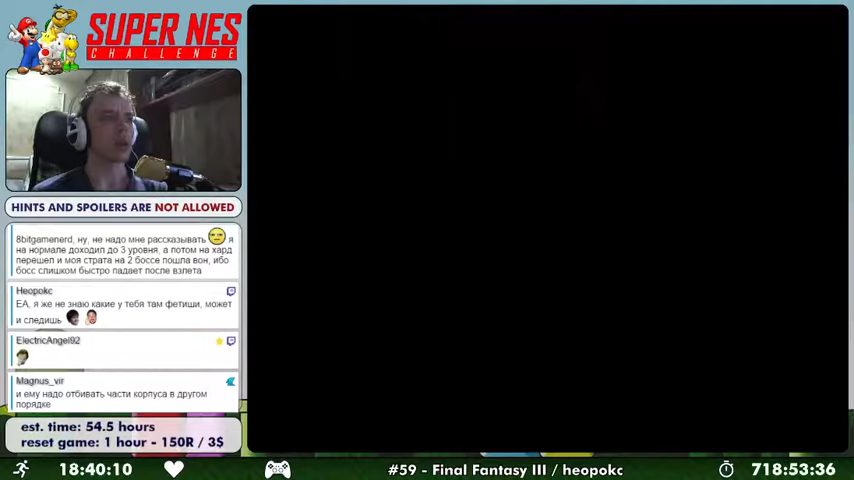 SUPER NES
CHALLENGE
HINTS AND SPOILERS ARE NOT ALLOWED
8bitgamenerd, ну, не надо мне рассказывать я
на нормале доходил до 3 уровня, а потом на хард
перешел и моя страта на 2 боссе пошла вон, ибо
босс слишком быстро падает после взлета
Heopokc
EA, я же не знаю какие у тебя там фетиши, может
и следишь
ElectricAngel92
Magnus_vir
и ему надо отбивать части корпуса в другом
порядке
est. time: 54.5 hours
reset game: 1 hour - 150R / 3$
18:40:10
#59 - Final Fantasy III / heopokc
718:53:36